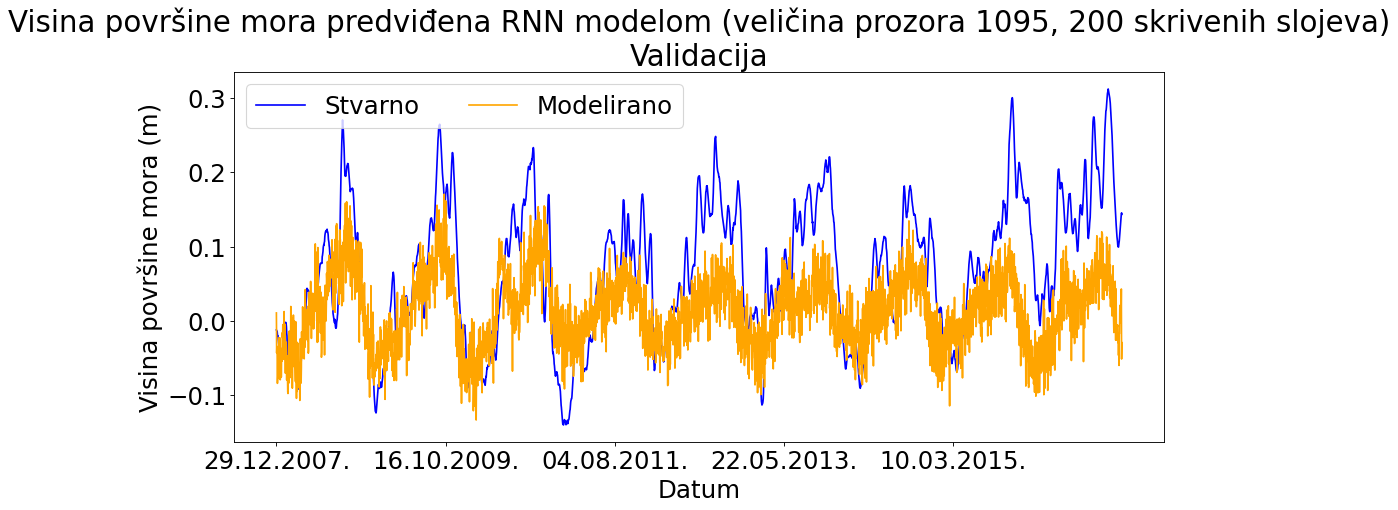 Visina površine mora predviđena RNN modelom (veličina prozora 1095, 200 skrivenih slojeva)
Validacija
Stvarno
Modelirano
Visina površine mora (m)
0.3
0.2
0.1
0.0
−0.1
29.12.2007.
16.10.2009.
04.08.2011.
22.05.2013.
10.03.2015.
Datum